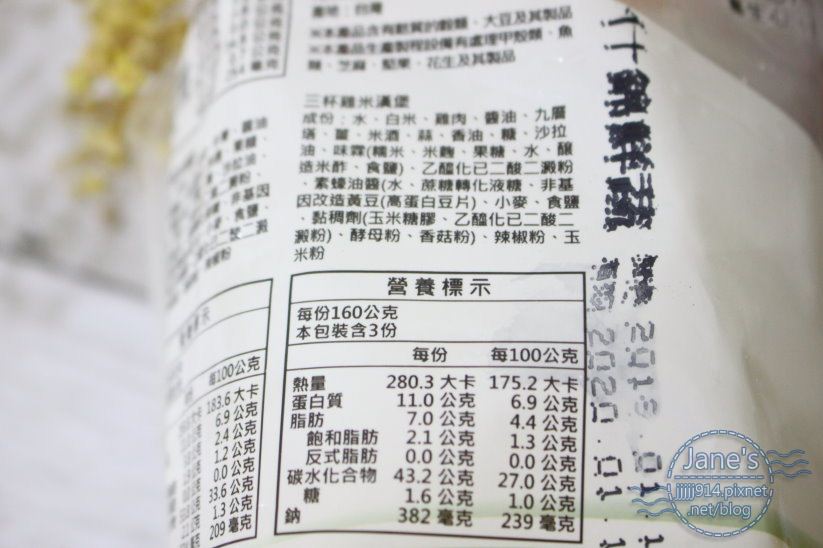 產地：台灣
※本產品含有麩質的穀類、大豆及其製品
※本產品生產製程設備有處理甲殼類、魚
類、芝麻、堅果、花生及其製品
三杯雞米漢堡
成份：水、白米、雞肉、醬油、九層
塔、薑、米酒、蒜、香油、糖、沙拉
油、味霖(糯米、米麴、果糖、水、釀
造米酢、食鹽)、乙醯化己二酸二澱粉
、素蠔油醬(水、蔗糖轉化液糖、非基
因改造黃豆(高蛋白豆片)、小麥、食鹽
、黏稠劑(玉米糖膠、乙醯化己二酸二
澱粉)、酵母粉、香菇粉)、辣椒粉、玉
米粉
營養標示
每份160公克
本包裝含3份
每份 每100公克
熱量 280.3 大卡 175.2 大卡
蛋白質 11.0 公克 6.9 公克
脂肪 7.0 公克 4.4 公克
飽和脂肪 2.1 公克 1.3 公克
反式脂肪 0.0 公克 0.0 公克
碳水化合物 43.2 公克 27.0 公克
糖 1.6 公克 1.0 公克
鈉 382 毫克 239 毫克
每100公克
183.6 大卡
6.9 公克
2.4 公克
1.2 公克
0.0 公克
33.6 公克
1.3 公克
209 毫克
什錦鮮蔬
2019.01.1
2020.01.1
Jane's
jjjjj914.pixnet
.net/blog